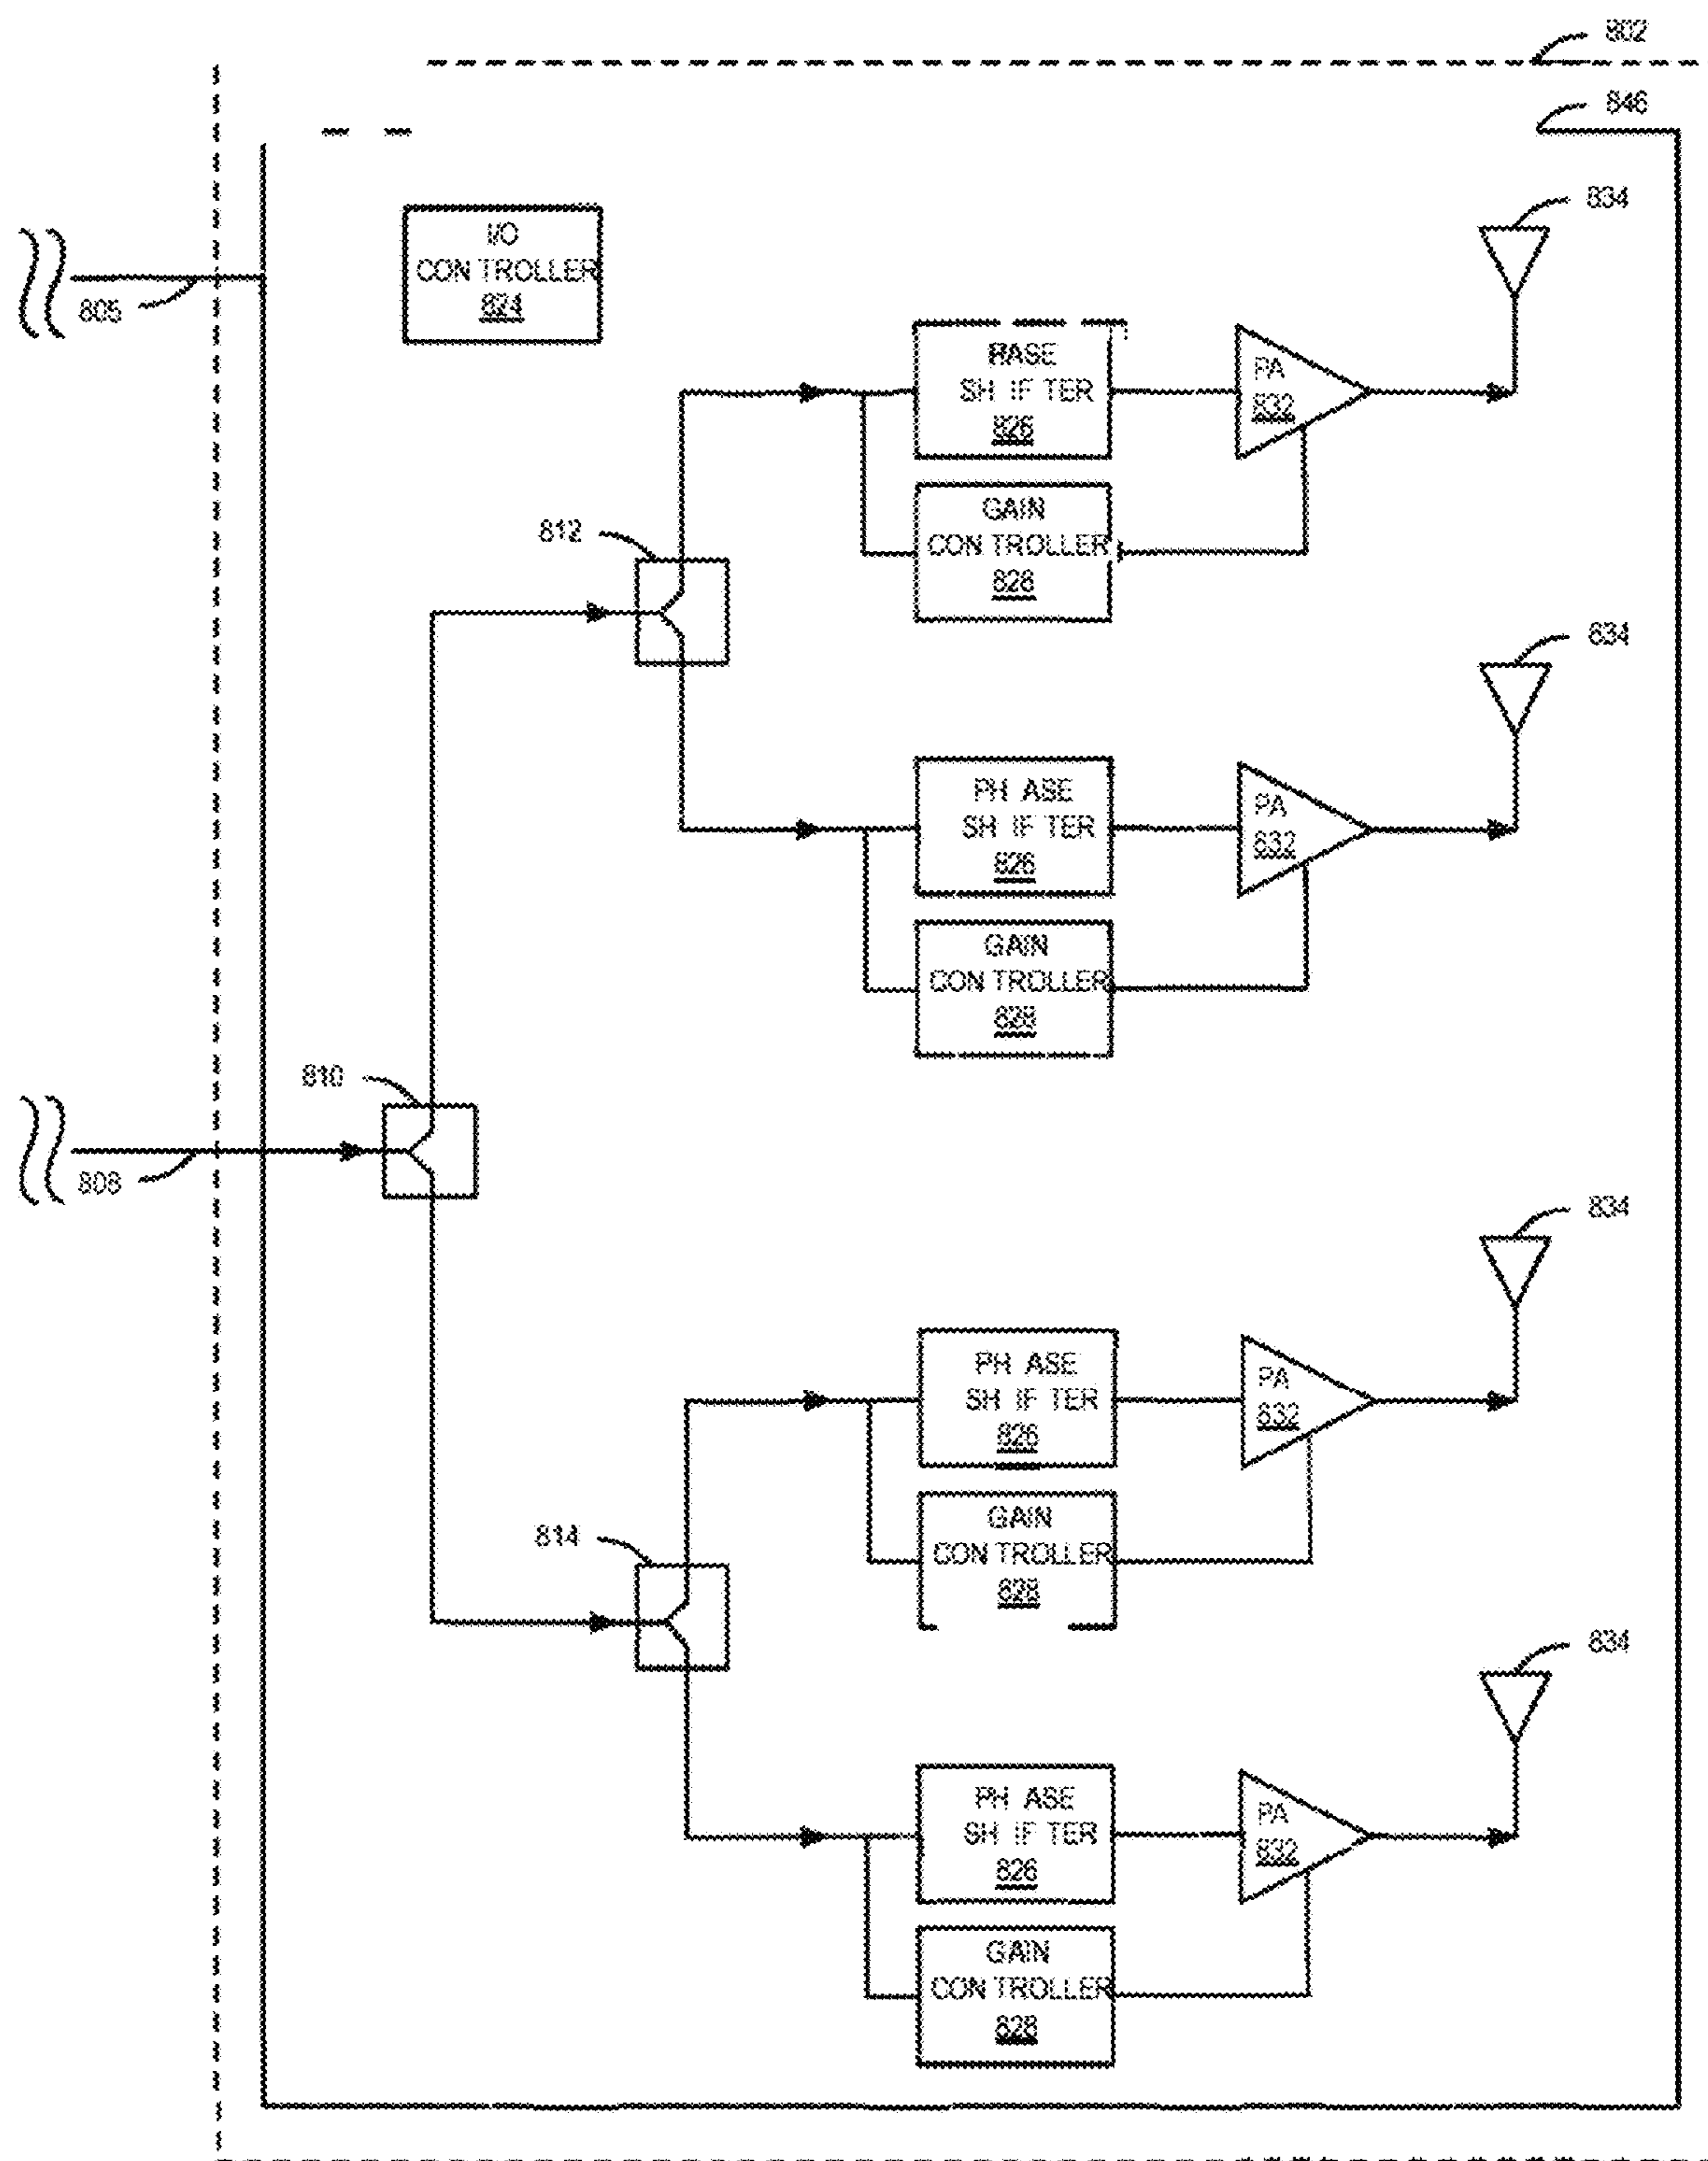 802
846
834
I/O
CON TROLLER
824
805
HASE
SH IF TER
826
PA
832
GAIN
CON TROLLER
828
812
834
PH ASE
SH IF TER
826
PA
832
GAIN
CON TROLLER
828
810
808
834
PH ASE
SH IF TER
826
PA
832
GAIN
CON TROLLER
828
814
834
PH ASE
SH IF TER
826
PA
832
GAIN
CON TROLLER
828